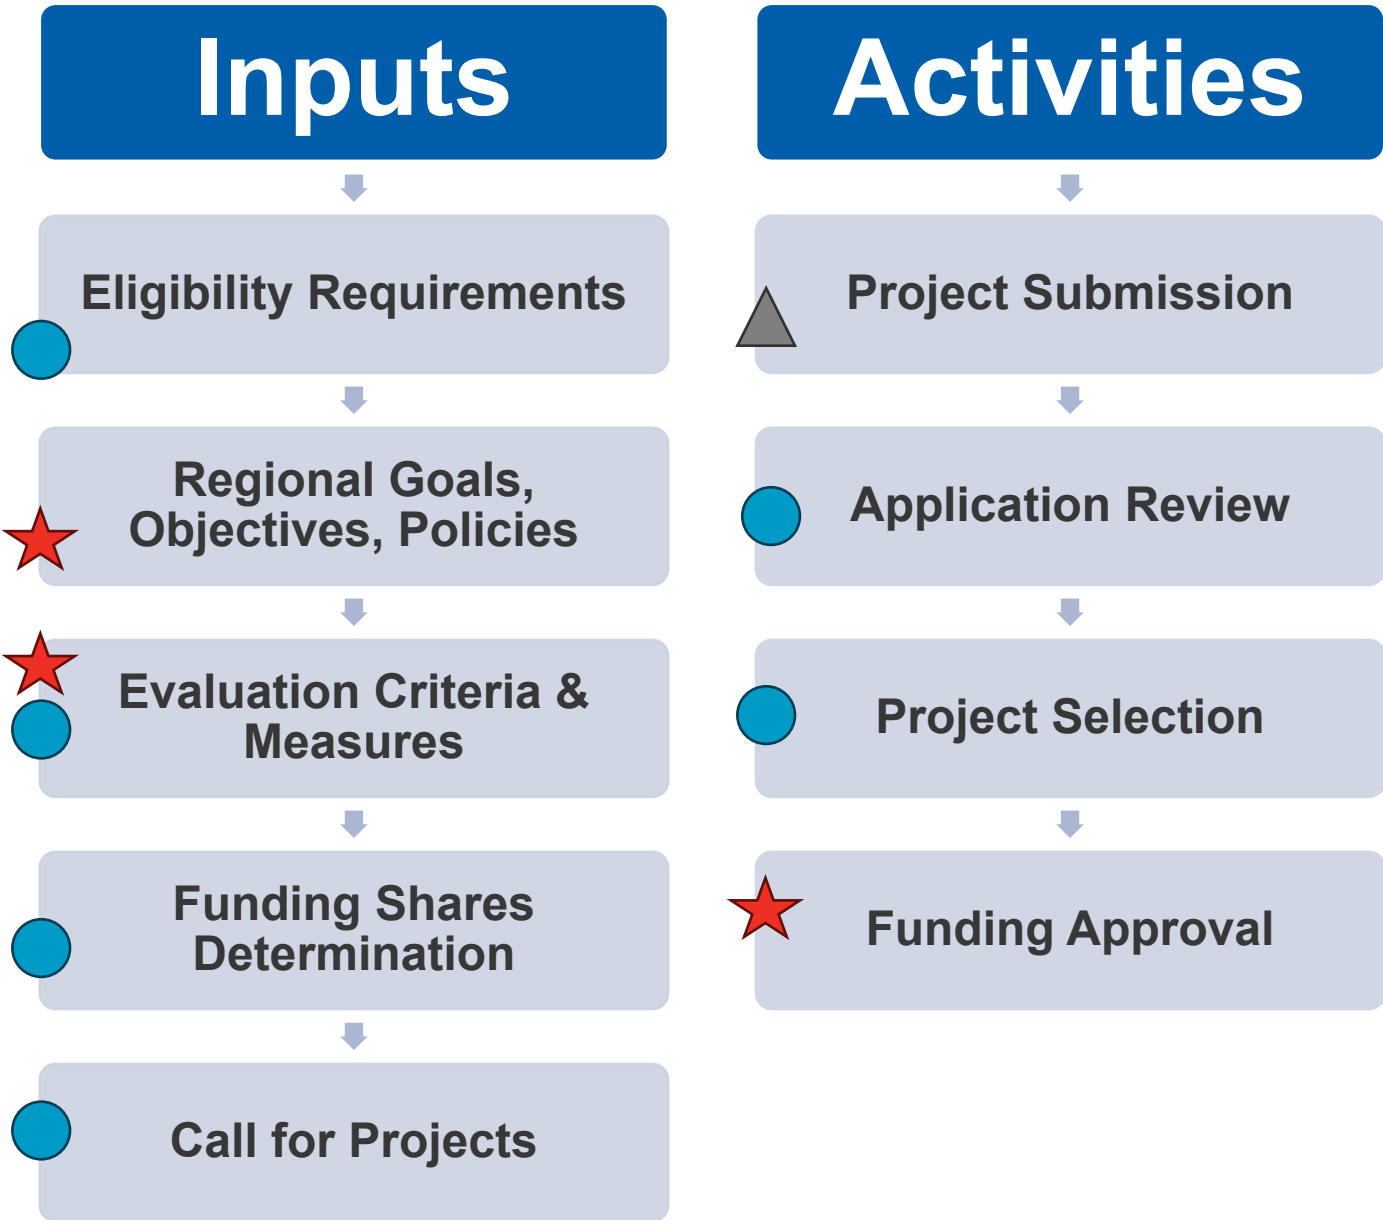 Inputs
Eligibility Requirements
Regional Goals,
Objectives, Policies
Evaluation Criteria &
Measures
Funding Shares
Determination
Call for Projects
Activities
Project Submission
Application Review
Project Selection
Funding Approval